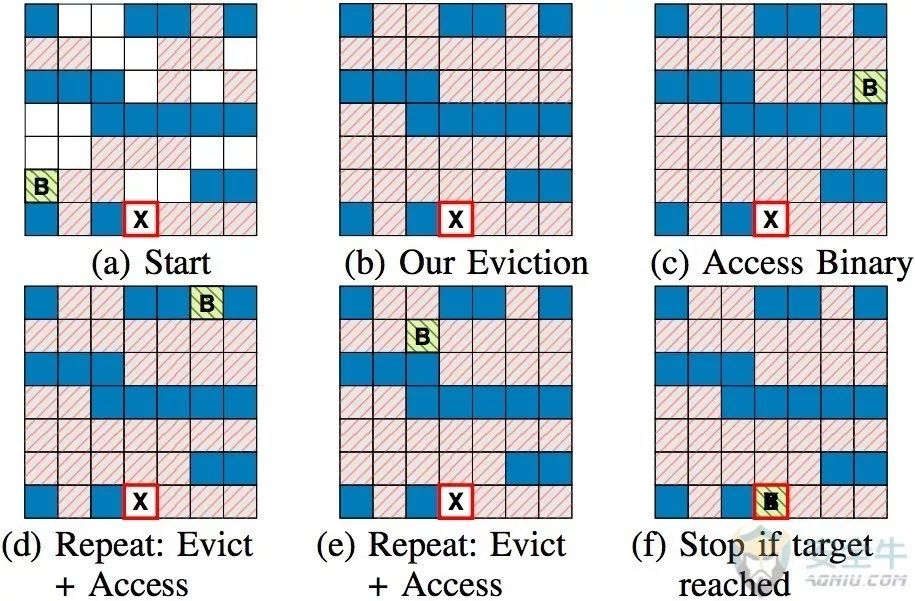 B
X
(a) Start
X
(b) Our Eviction
B
X
(c) Access Binary
B
X
(d) Repeat: Evict
+ Access
B
X
(e) Repeat: Evict
+ Access
(f) Stop if target
reached
安全牛
AQNIU.COM